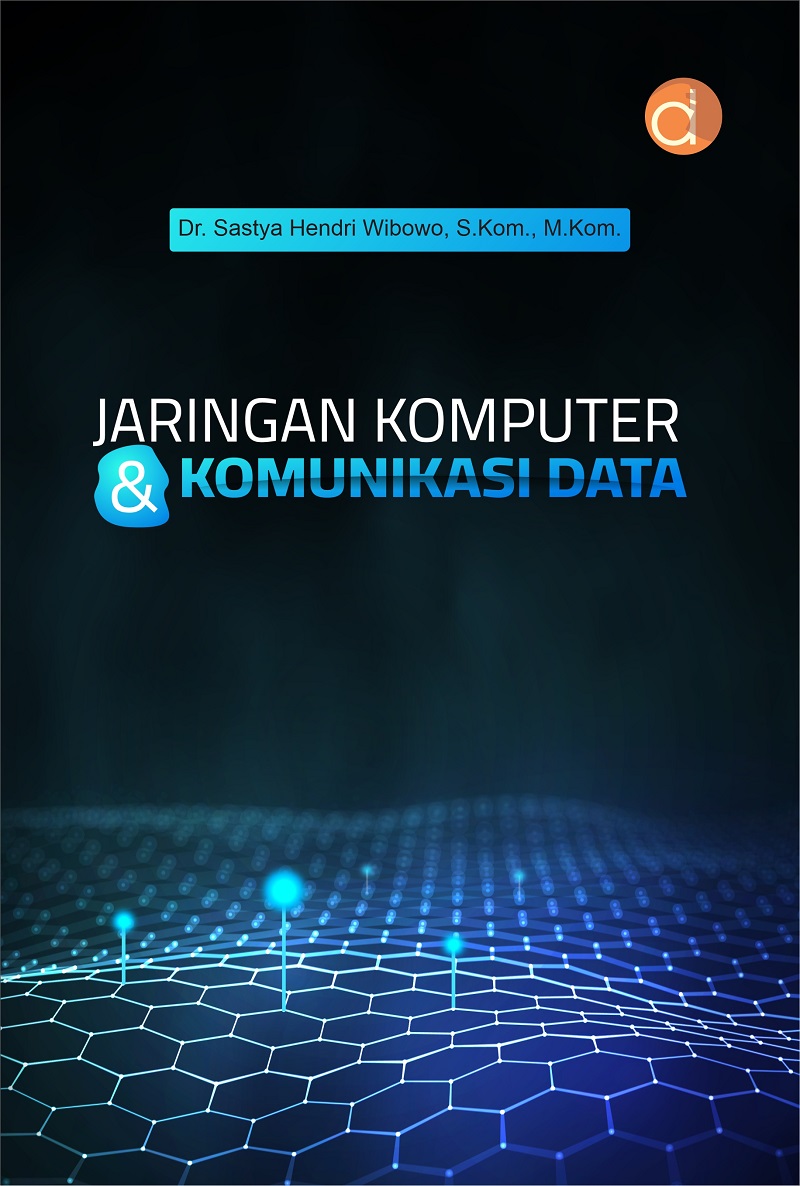 d
Dr. Sastya Hendri Wibowo, S.Kom., M.Kom.
JARINGAN KOMPUTER
& KOMUNIKASI DATA